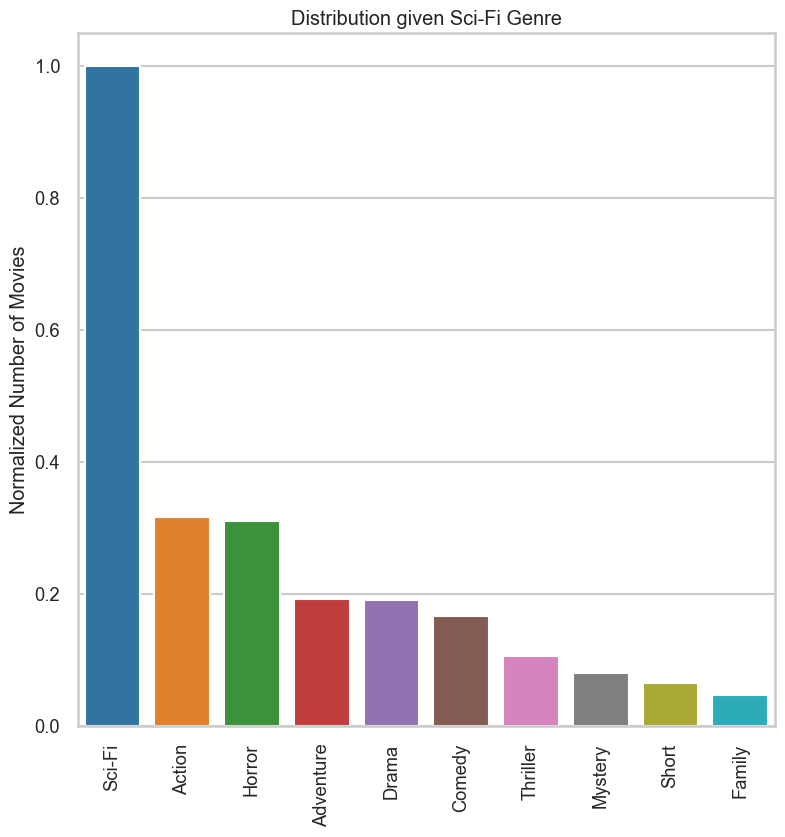 Distribution given Sci-Fi Genre
Normalized Number of Movies
1.0
0.8
0.6
0.4
0.2
0.0
Sci-Fi
Action
Horror
Adventure
Drama
Comedy
Thriller
Mystery
Short
Family